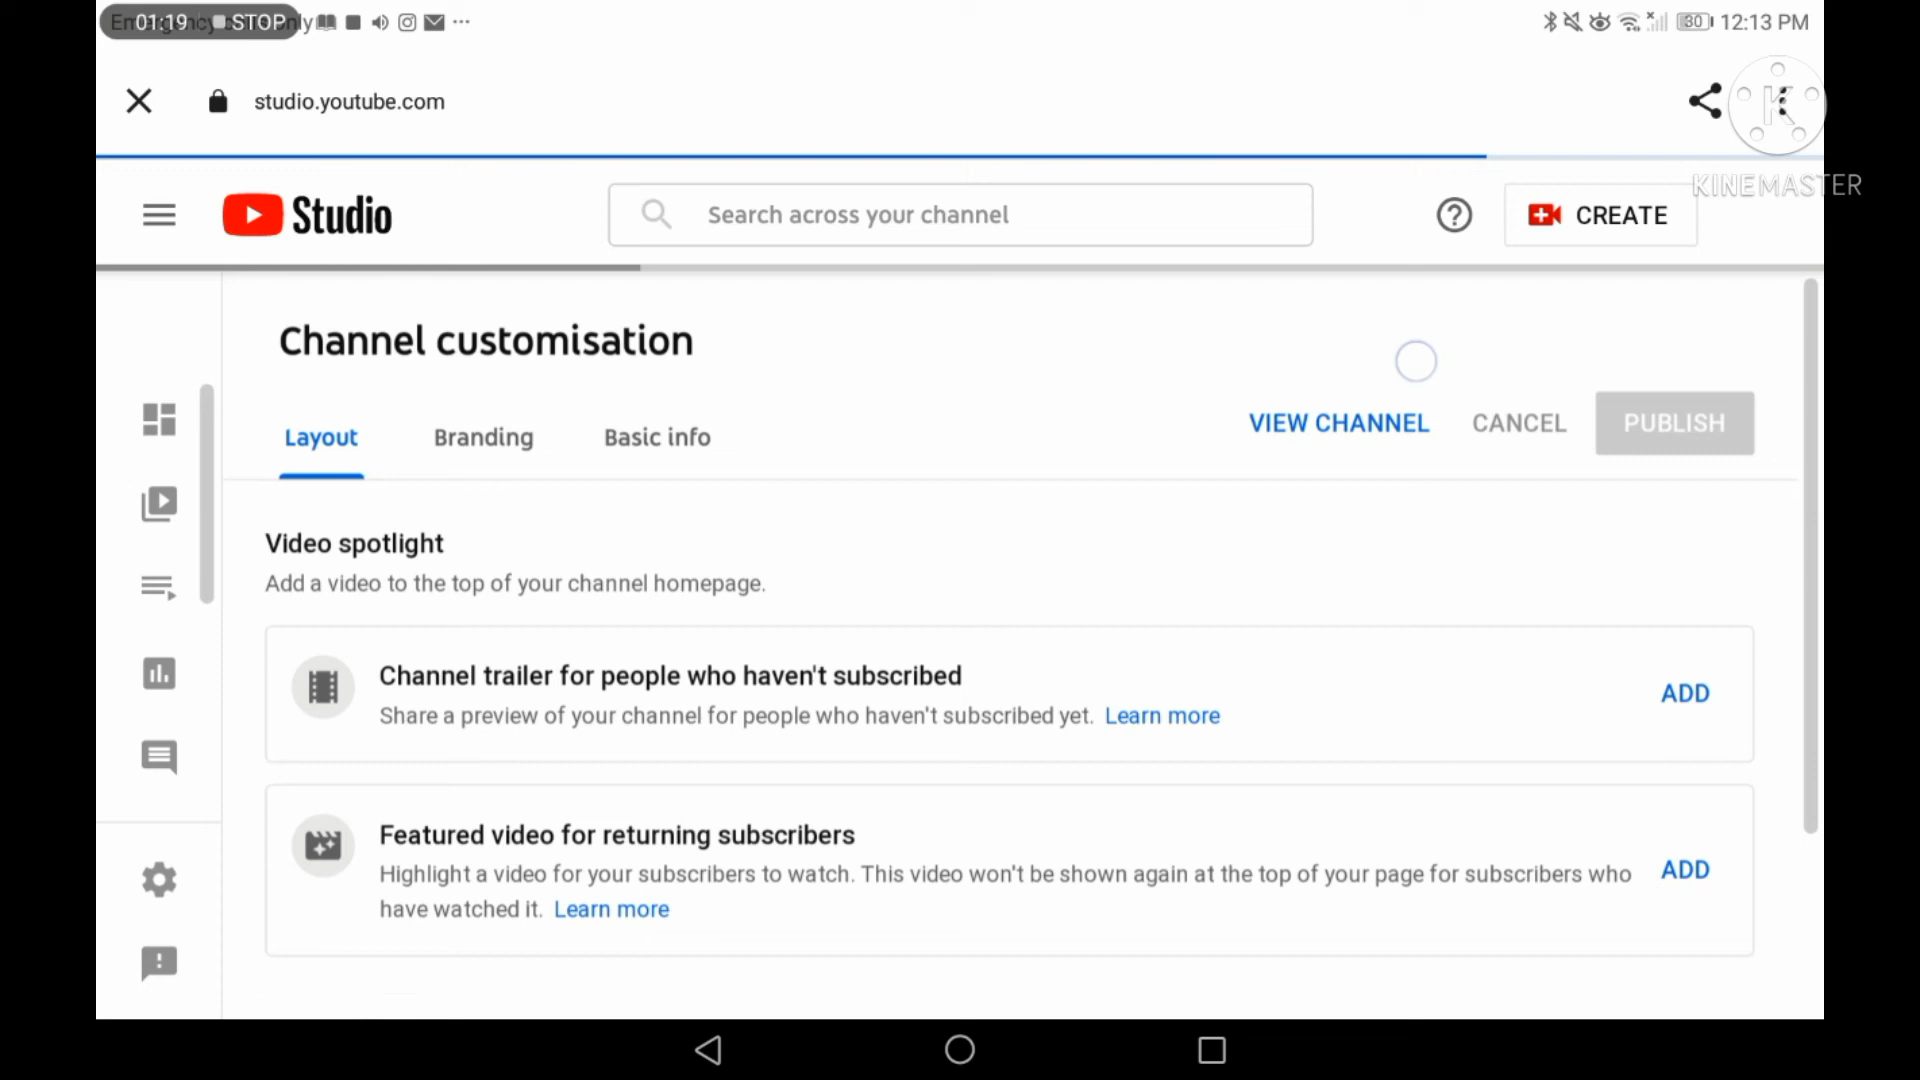 01:19 STOP
30 12:13 PM
studio.youtube.com
KINEMASTER
Studio
Search across your channel
CREATE
Channel customisation
Layout Branding Basic info
VIEW CHANNEL CANCEL PUBLISH
Video spotlight
Add a video to the top of your channel homepage.
Channel trailer for people who haven't subscribed
Share a preview of your channel for people who haven't subscribed yet. Learn more
ADD
Featured video for returning subscribers
Highlight a video for your subscribers to watch. This video won't be shown again at the top of your page for subscribers who
have watched it. Learn more
ADD